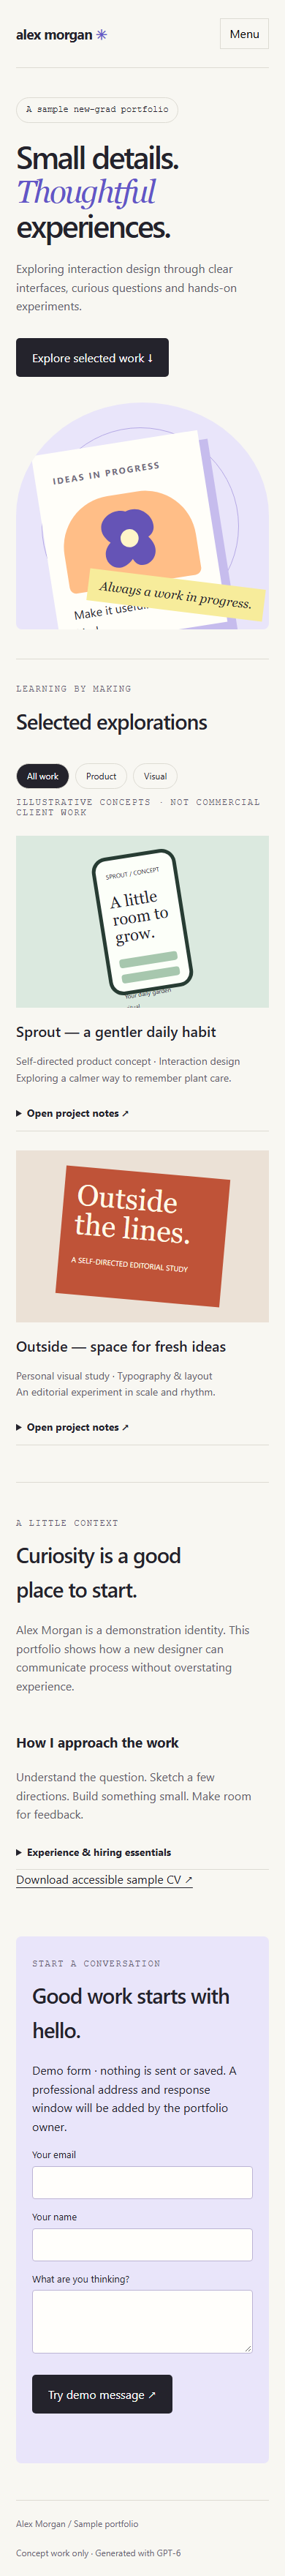 alex morgan ✳
Menu
A sample new-grad portfolio
Small details.
Thoughtful
experiences.
Exploring interaction design through clear
interfaces, curious questions and hands-on
experiments.
Explore selected work ↓
IDEAS IN PROGRESS
Make it useful.
Always a work in progress.
LEARNING BY MAKING
Selected explorations
All work
Product
Visual
ILLUSTRATIVE CONCEPTS · NOT COMMERCIAL
CLIENT WORK
SPROUT / CONCEPT
A little
room to
grow.
Your daily garden
Sprout — a gentler daily habit
Self-directed product concept · Interaction design
Exploring a calmer way to remember plant care.
▶ Open project notes ↗
Outside
the lines.
A SELF-DIRECTED EDITORIAL STUDY
Outside — space for fresh ideas
Personal visual study · Typography & layout
An editorial experiment in scale and rhythm.
▶ Open project notes ↗
A LITTLE CONTEXT
Curiosity is a good
place to start.
Alex Morgan is a demonstration identity. This
portfolio shows how a new designer can
communicate process without overstating
experience.
How I approach the work
Understand the question. Sketch a few
directions. Build something small. Make room
for feedback.
▶ Experience & hiring essentials
Download accessible sample CV ↗
START A CONVERSATION
Good work starts with
hello.
Demo form · nothing is sent or saved. A
professional address and response
window will be added by the portfolio
owner.
Your email
Your name
What are you thinking?
Try demo message ↗
Alex Morgan / Sample portfolio
Concept work only · Generated with GPT-6